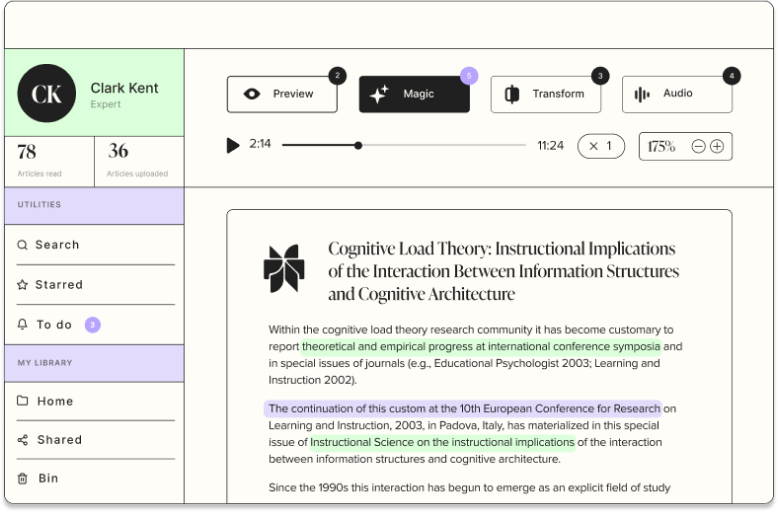 CK
Clark Kent
Expert
78
Articles read
36
Articles uploaded
UTILITIES
Search
Starred
To do 3
MY LIBRARY
Home
Shared
Bin
Preview 2
Magic 5
Transform 3
Audio 4
2:14
11:24
× 1
175%
Cognitive Load Theory: Instructional Implications
of the Interaction Between Information Structures
and Cognitive Architecture
Within the cognitive load theory research community it has become customary to
report theoretical and empirical progress at international conference symposia and
in special issues of journals (e.g., Educational Psychologist 2003; Learning and
Instruction 2002).
The continuation of this custom at the 10th European Conference for Research on
Learning and Instruction, 2003, in Padova, Italy, has materialized in this special
issue of Instructional Science on the instructional implications of the interaction
between information structures and cognitive architecture.
Since the 1990s this interaction has begun to emerge as an explicit field of study